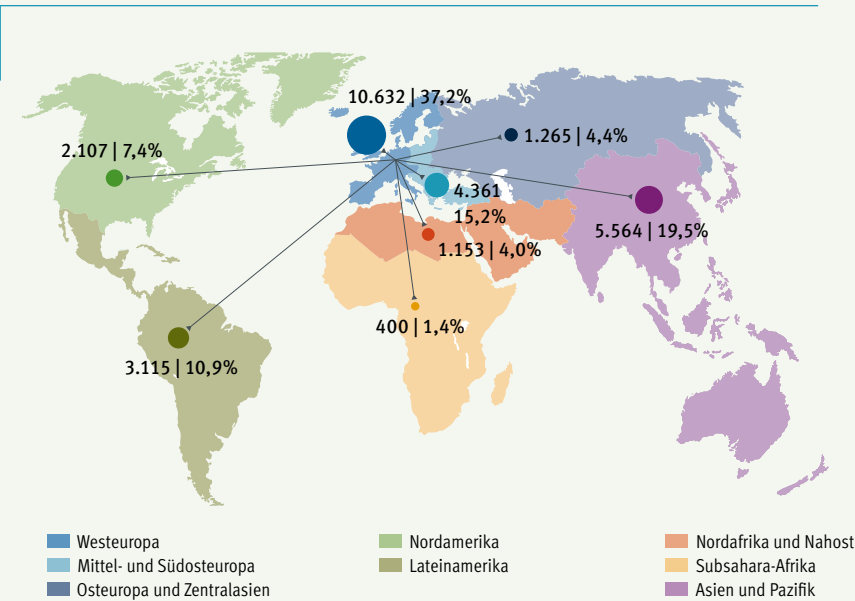 10.632 | 37,2%
2.107 | 7,4%
1.265 | 4,4%
4.361
15,2%
5.564 | 19,5%
1.153 | 4,0%
400 | 1,4%
3.115 | 10,9%
Westeuropa
Mittel- und Südosteuropa
Osteuropa und Zentralasien
Nordamerika
Lateinamerika
Nordafrika und Nahost
Subsahara-Afrika
Asien und Pazifik